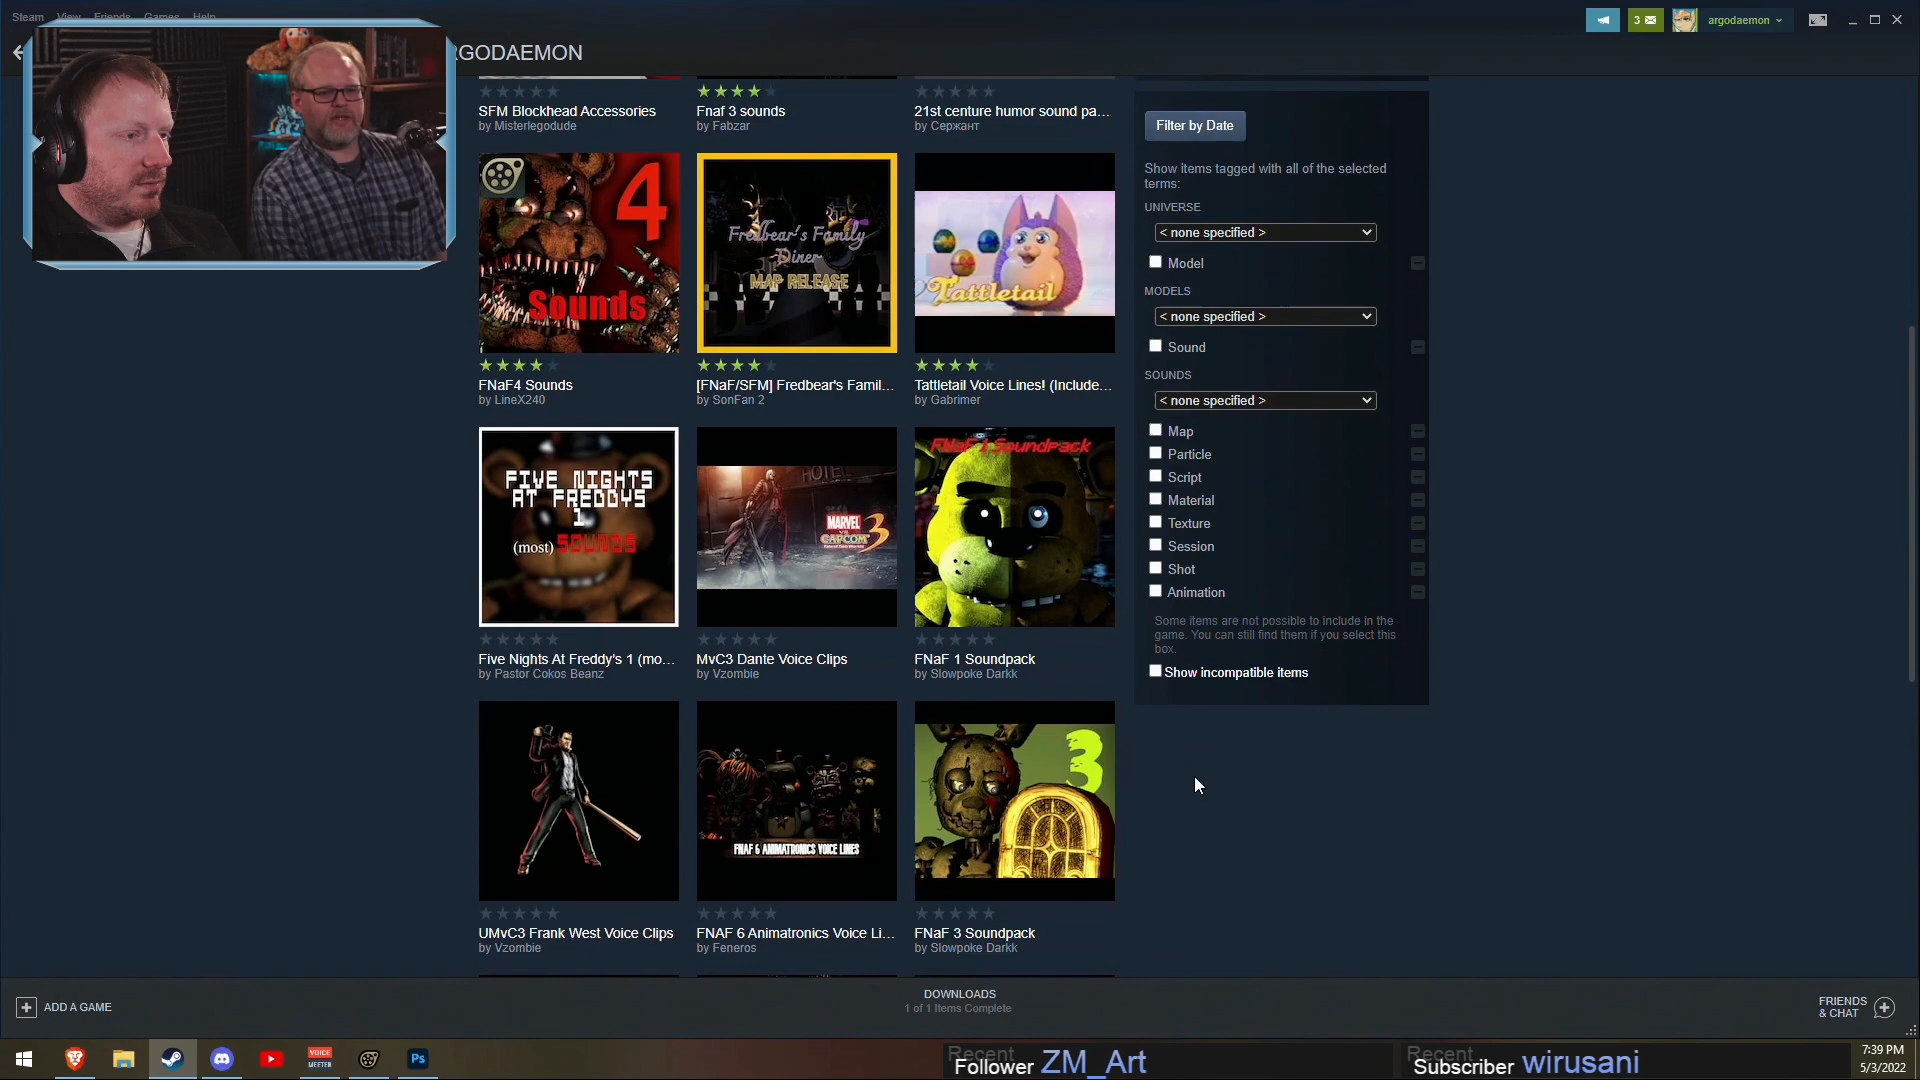 Steam View Friends Games Help
3
argodaemon
RGODAEMON
SFM Blockhead Accessories
by Misterlegodude
Fnaf 3 sounds
by Fabzar
21st centure humor sound pa...
by Сержант
4
Sounds
FNaF4 Sounds
by LineX240
Fredbear's Family
Diner
MAP RELEASE
[FNaF/SFM] Fredbear's Famil...
by SonFan 2
Tattletail
Tattletail Voice Lines! (Include...
by Gabrimer
FIVE NIGHTS
AT FREDDYS
1
(most) SOUNDS
Five Nights At Freddy's 1 (mo...
by Pastor Cokos Beanz
HOTEL
MARVEL
VS.
CAPCOM 3
MvC3 Dante Voice Clips
by Vzombie
FNaF 1 Soundpack
FNaF 1 Soundpack
by Slowpoke Darkk
UMvC3 Frank West Voice Clips
by Vzombie
FNAF 6 ANIMATRONICS VOICE LINES
FNAF 6 Animatronics Voice Li...
by Feneros
3
FNaF 3 Soundpack
by Slowpoke Darkk
Filter by Date
Show items tagged with all of the selected
terms:
UNIVERSE
< none specified >
Model
MODELS
< none specified >
Sound
SOUNDS
< none specified >
Map
Particle
Script
Material
Texture
Session
Shot
Animation
Some items are not possible to include in the
game. You can still find them if you select this
box.
Show incompatible items
ADD A GAME
DOWNLOADS
1 of 1 Items Complete
FRIENDS
& CHAT
VOICE
MEETER
Ps
Recent
Follower ZM_Art
Recent
Subscriber wirusani
7:39 PM
5/3/2022